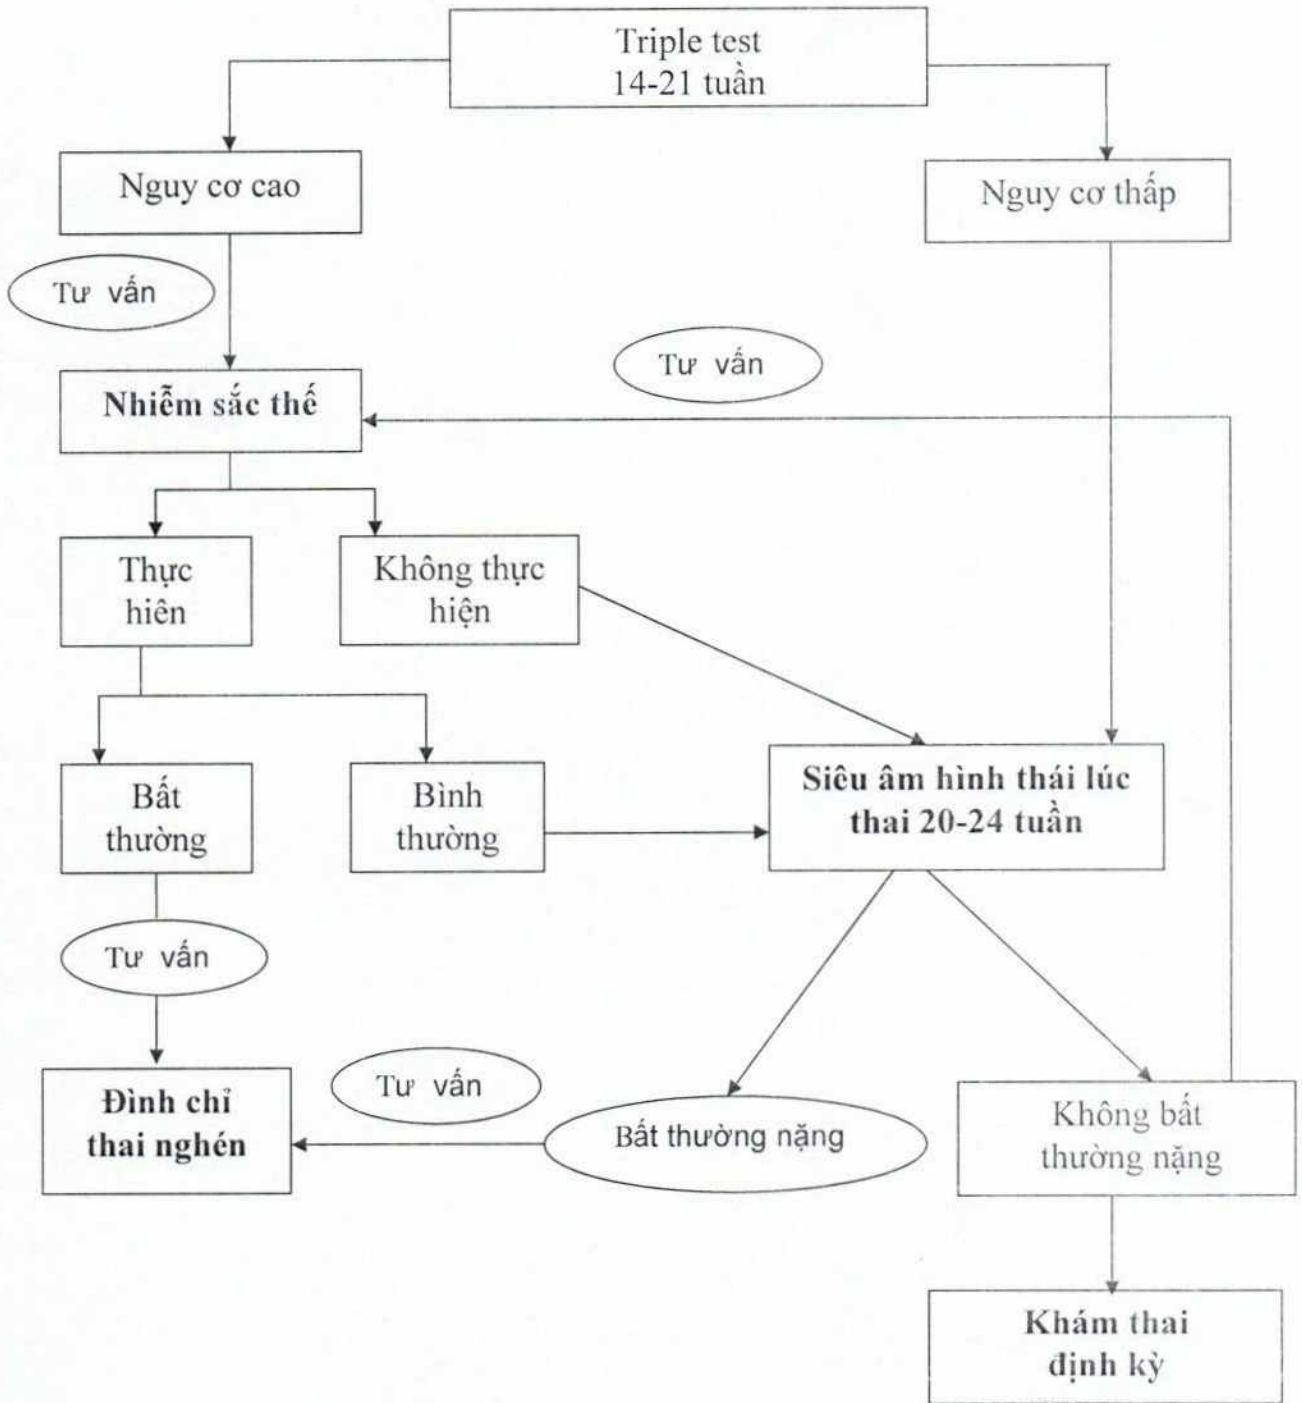 Triple test
14-21 tuần
Nguy cơ cao
Nguy cơ thấp
Tư vấn
Tư vấn
Nhiễm sắc thế
Thực
hiên
Không thực
hiện
Bất
thường
Bình
thường
Siêu âm hình thái lúc
thai 20-24 tuần
Tư vấn
Đình chỉ
thai nghén
Tư vấn
Bất thường nặng
Không bất
thường nặng
Khám thai
định kỳ